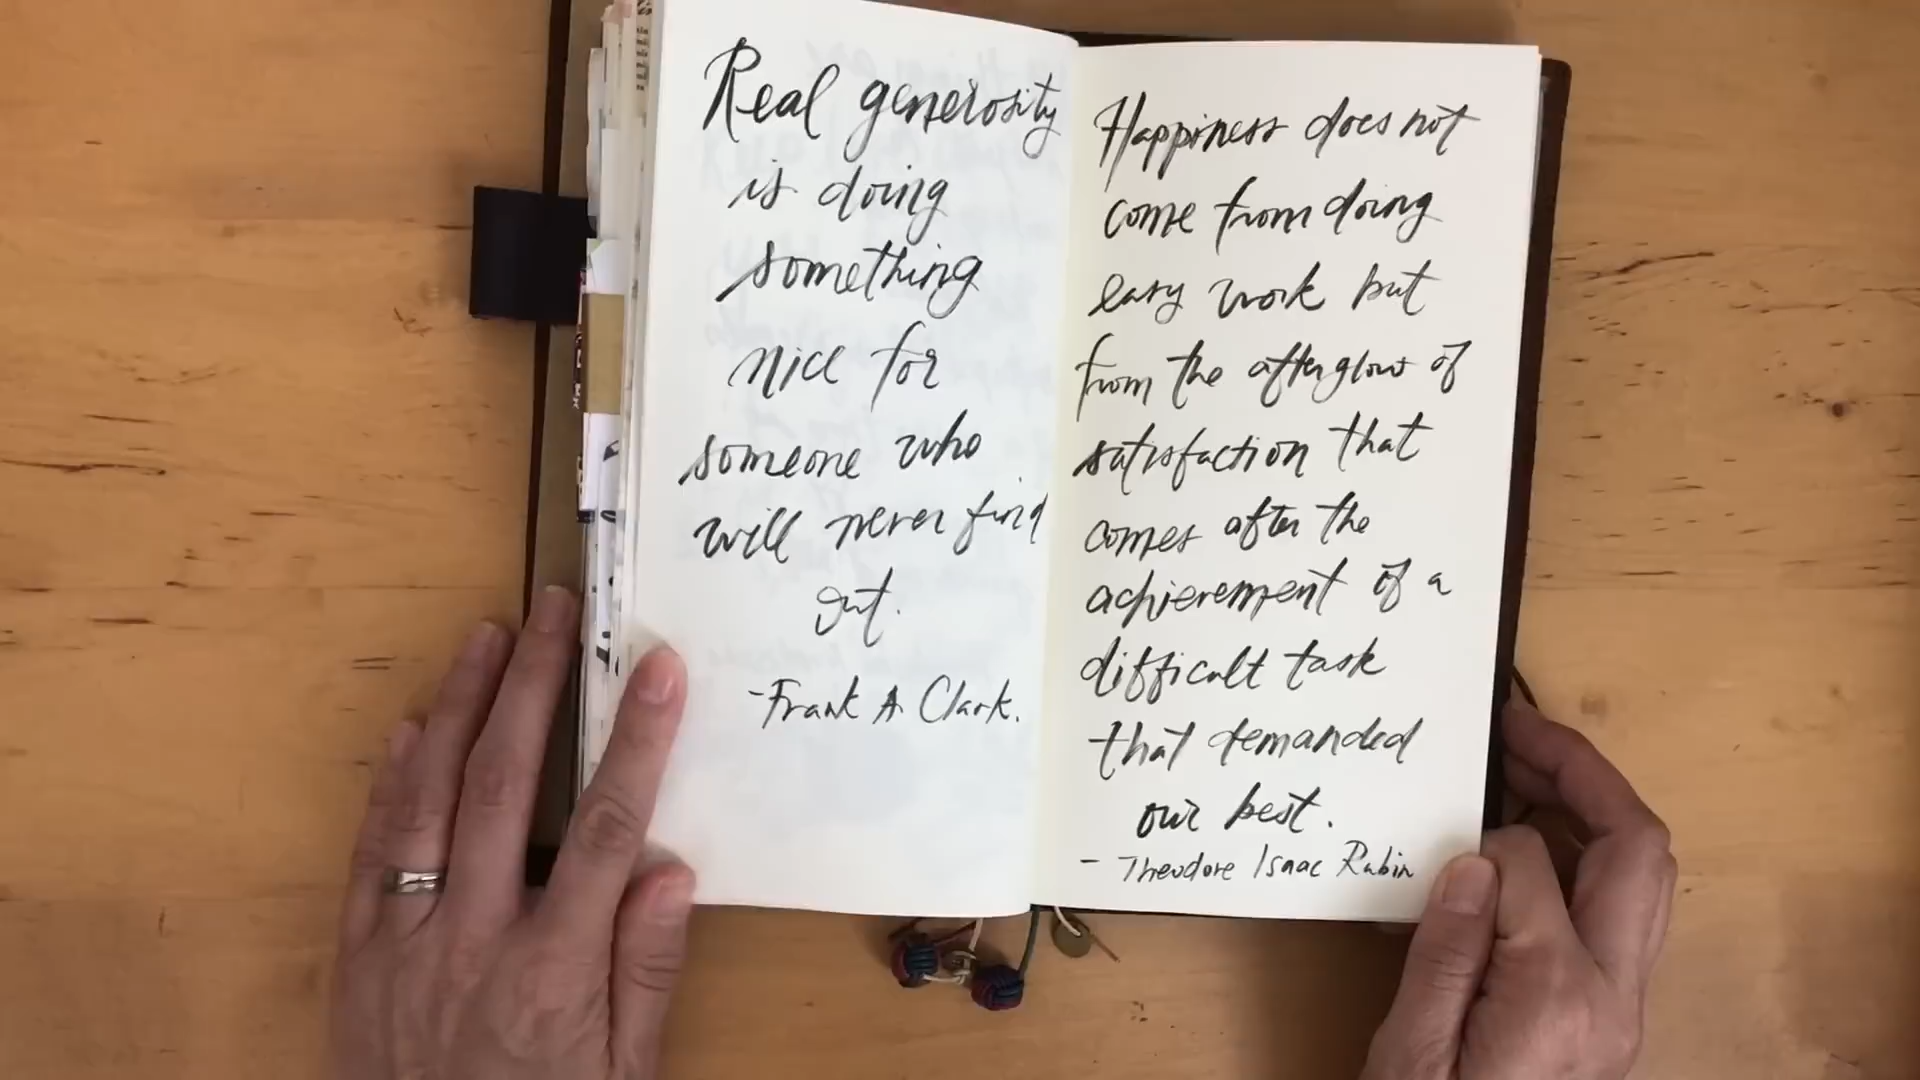 Real generosity
is doing
something
nice for
someone who
will never find
out.
-Frank A Clark.
Happiness does not
come from doing
easy work but
from the afterglow of
satisfaction that
comes after the
achievement of a
difficult task
that demanded
our best.
- Theodore Isaac Rubin